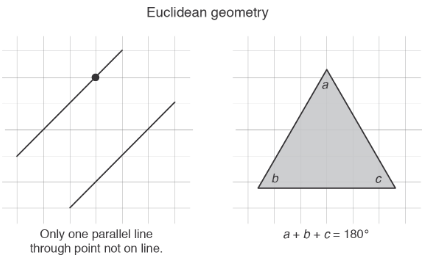 Euclidean geometry
a
b
c
Only one parallel line
through point not on line.
a + b + c = 180°